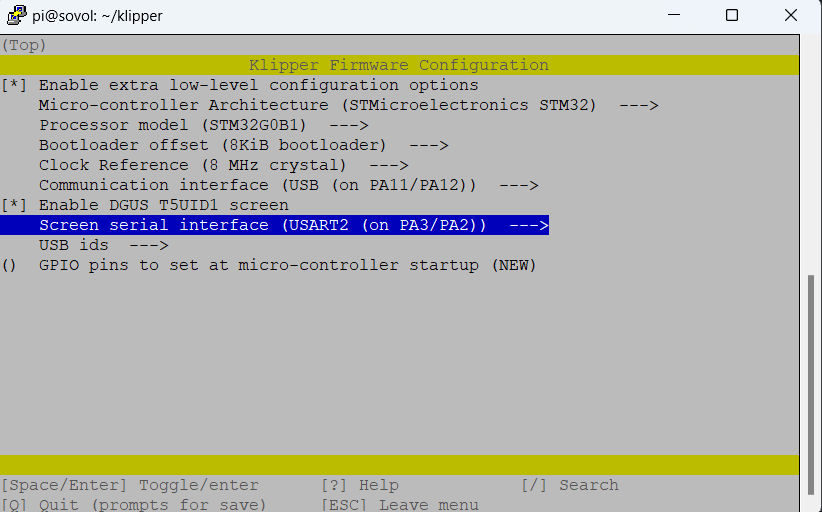 pi@sovol: ~/klipper
(Top)
Klipper Firmware Configuration
[*] Enable extra low-level configuration options
Micro-controller Architecture (STMicroelectronics STM32)  --->
Processor model (STM32G0B1)  --->
Bootloader offset (8KiB bootloader)  --->
Clock Reference (8 MHz crystal)  --->
Communication interface (USB (on PA11/PA12))  --->
[*] Enable DGUS T5UID1 screen
Screen serial interface (USART2 (on PA3/PA2))  --->
USB ids  --->
()  GPIO pins to set at micro-controller startup (NEW)
[Space/Enter] Toggle/enter      [?] Help            [/] Search
[Q] Quit (prompts for save)     [ESC] Leave menu